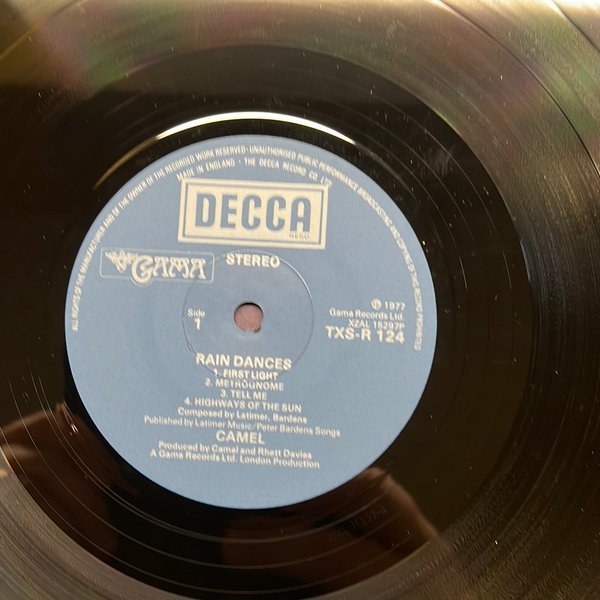 ALL RIGHTS OF THE MANUFACTURER AND OF THE OWNER OF THE RECORDED WORK RESERVED · UNAUTHORISED PUBLIC PERFORMANCE BROADCASTING AND COPYING OF THIS RECORD PROHIBITED
MADE IN ENGLAND · THE DECCA RECORD CO. LTD.
DECCA
REGD.
GAMA
STEREO
Side
1
℗ 1977
Gama Records Ltd.
XZAL 15297P
TXS-R 124
RAIN DANCES
1. FIRST LIGHT
2. METROGNOME
3. TELL ME
4. HIGHWAYS OF THE SUN
Composed by Latimer, Bardens
Published by Latimer Music/Peter Bardens Songs
CAMEL
Produced by Camel and Rhett Davies
A Gama Records Ltd. London Production